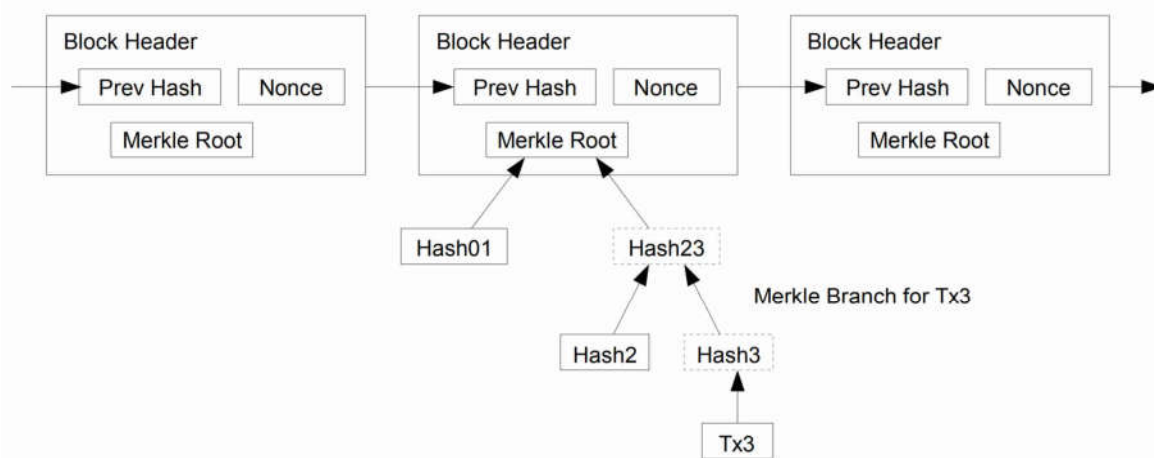 Block Header
Block Header
Block Header
Prev Hash
Nonce
Prev Hash
Nonce
Prev Hash
Nonce
Merkle Root
Merkle Root
Merkle Root
Hash01
Hash23
Merkle Branch for Tx3
Hash2
Hash3
Tx3